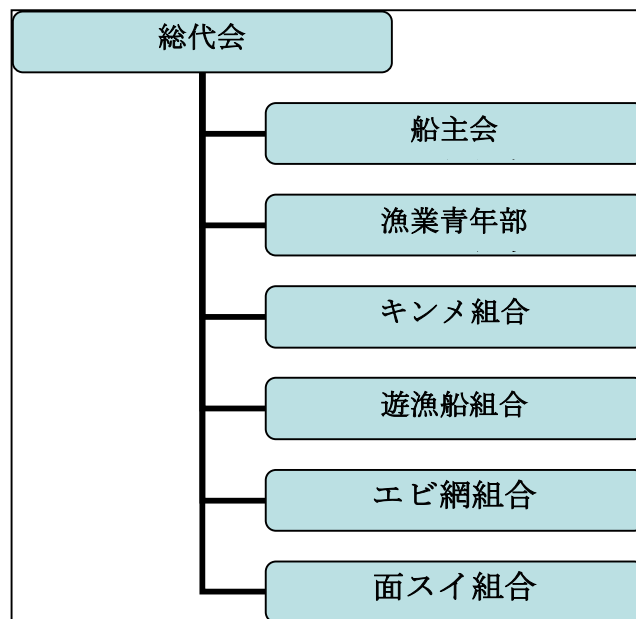 総代会
船主会
漁業青年部
キンメ組合
遊漁船組合
エビ網組合
面スイ組合